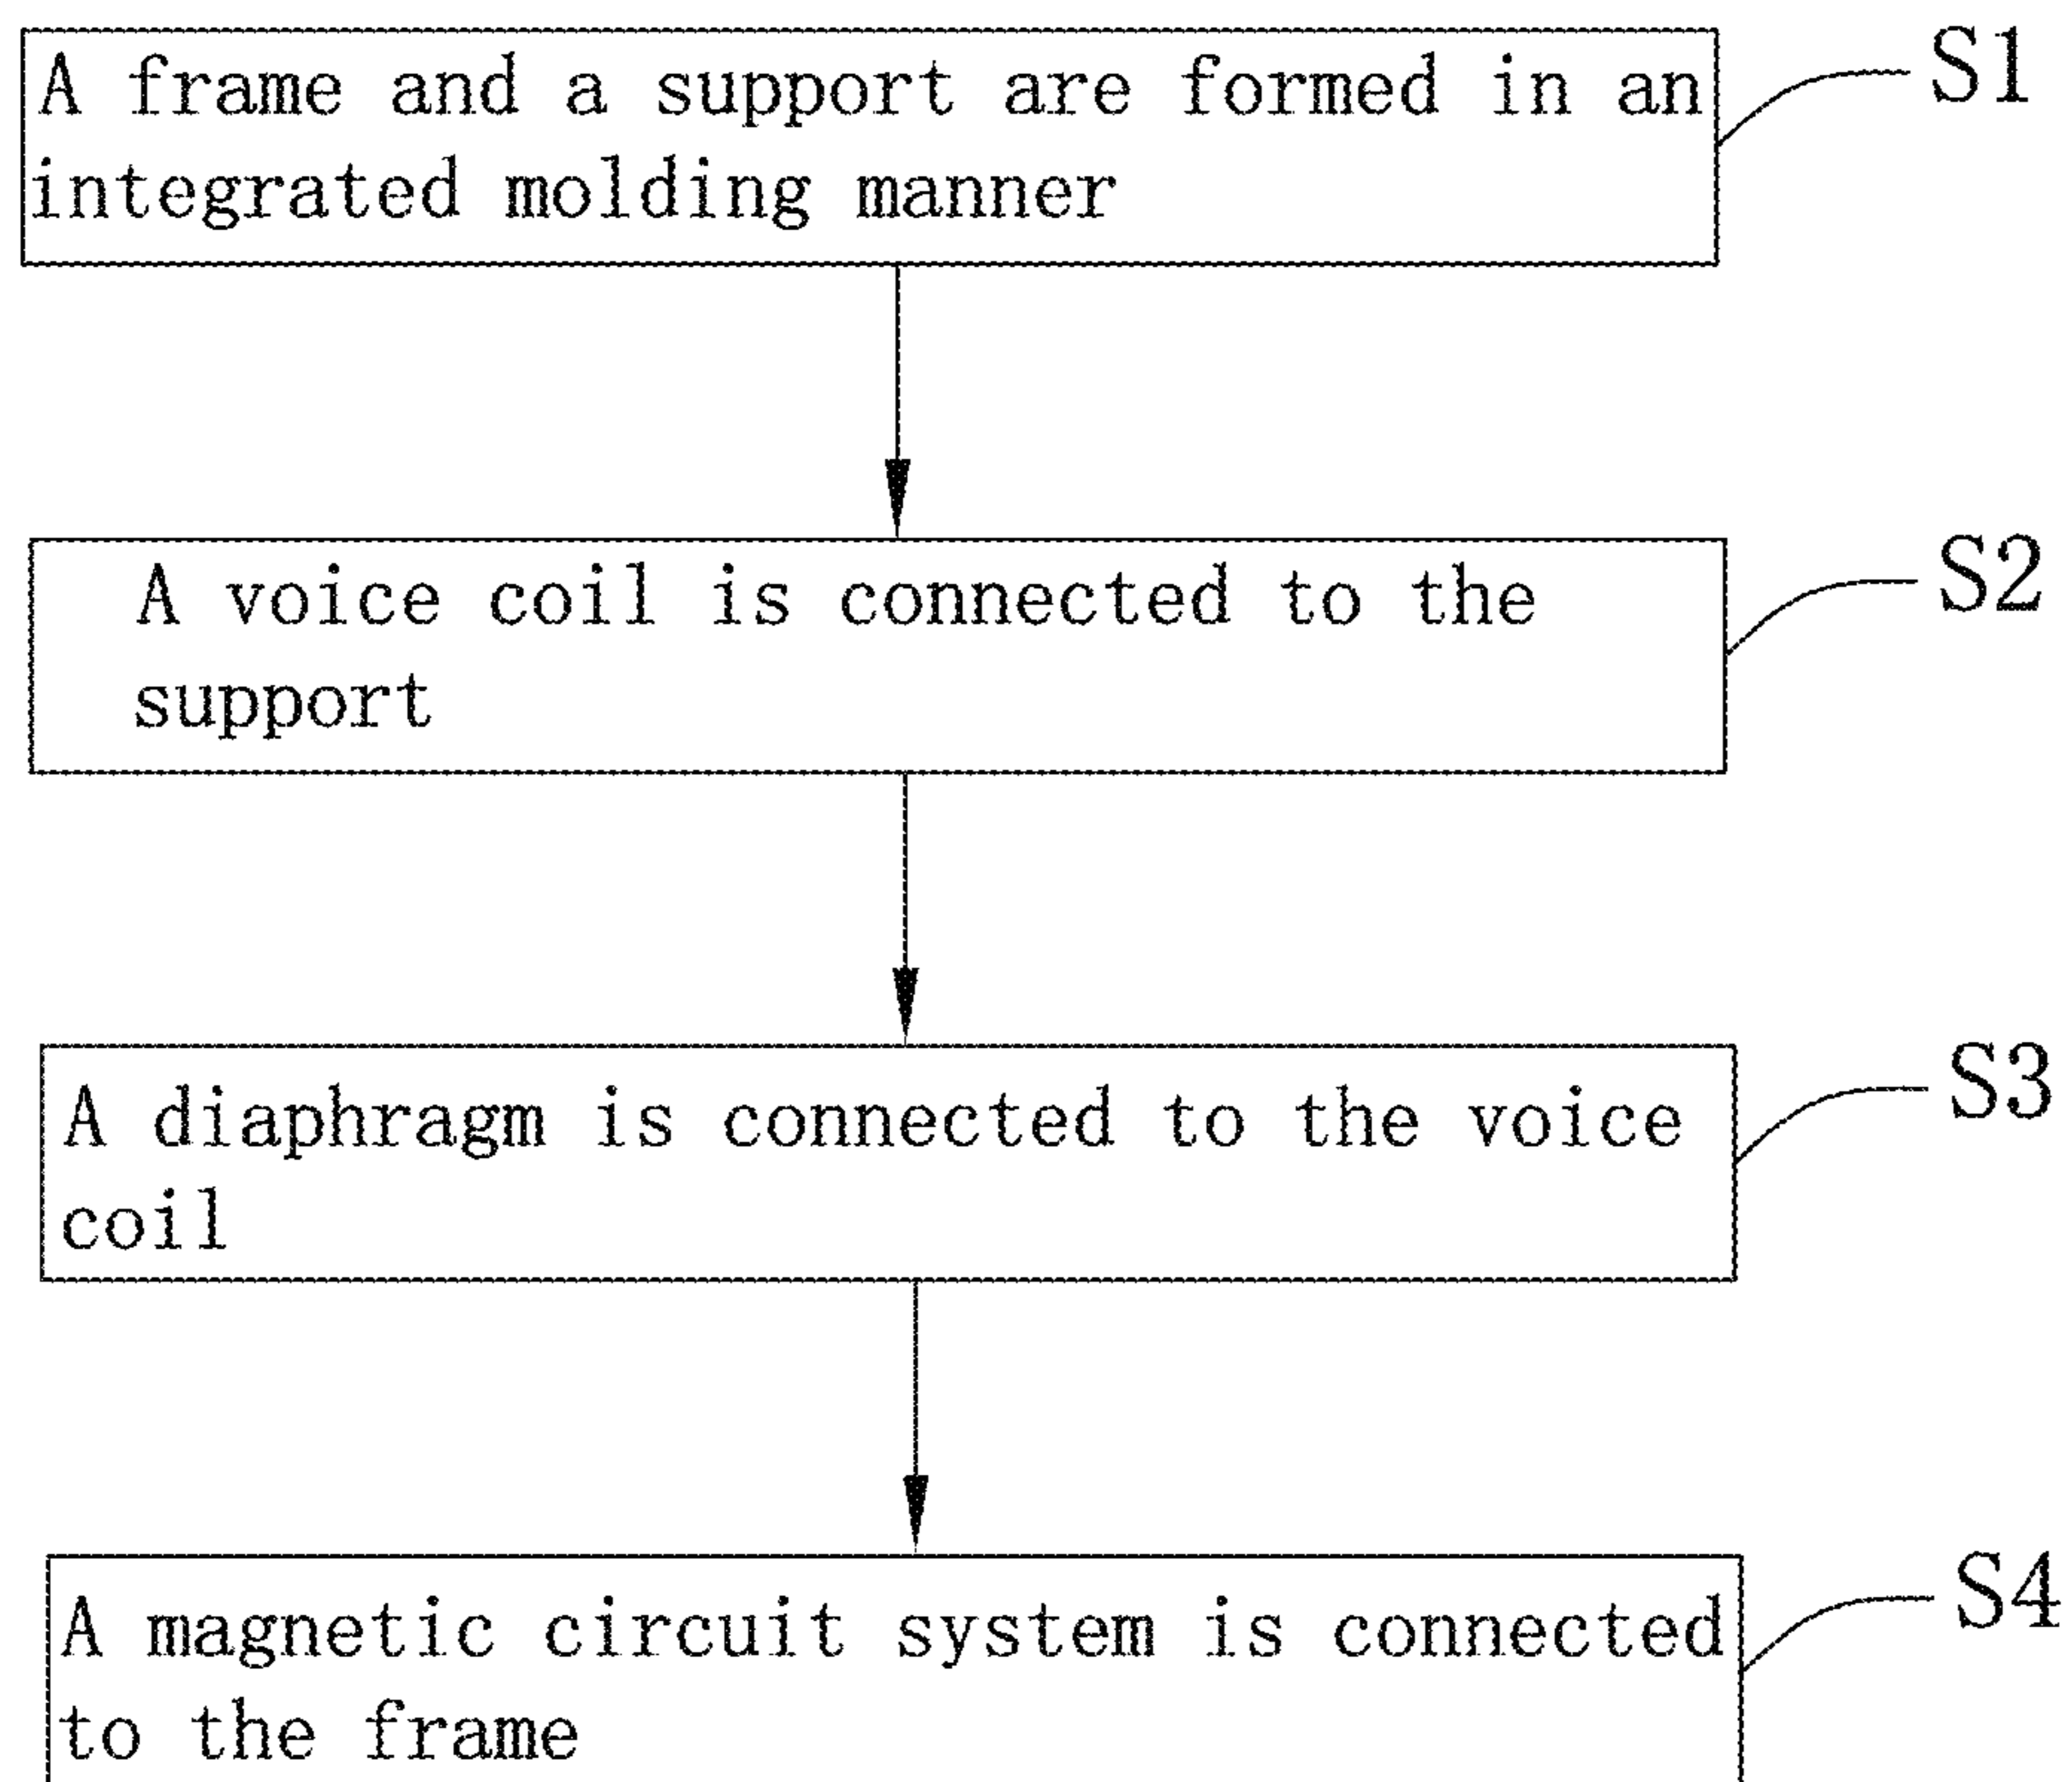 A frame and a support are formed in an
integrated molding manner
S1
A voice coil is connected to the
support
S2
A diaphragm is connected to the voice
coil
S3
A magnetic circuit system is connected
to the frame
S4